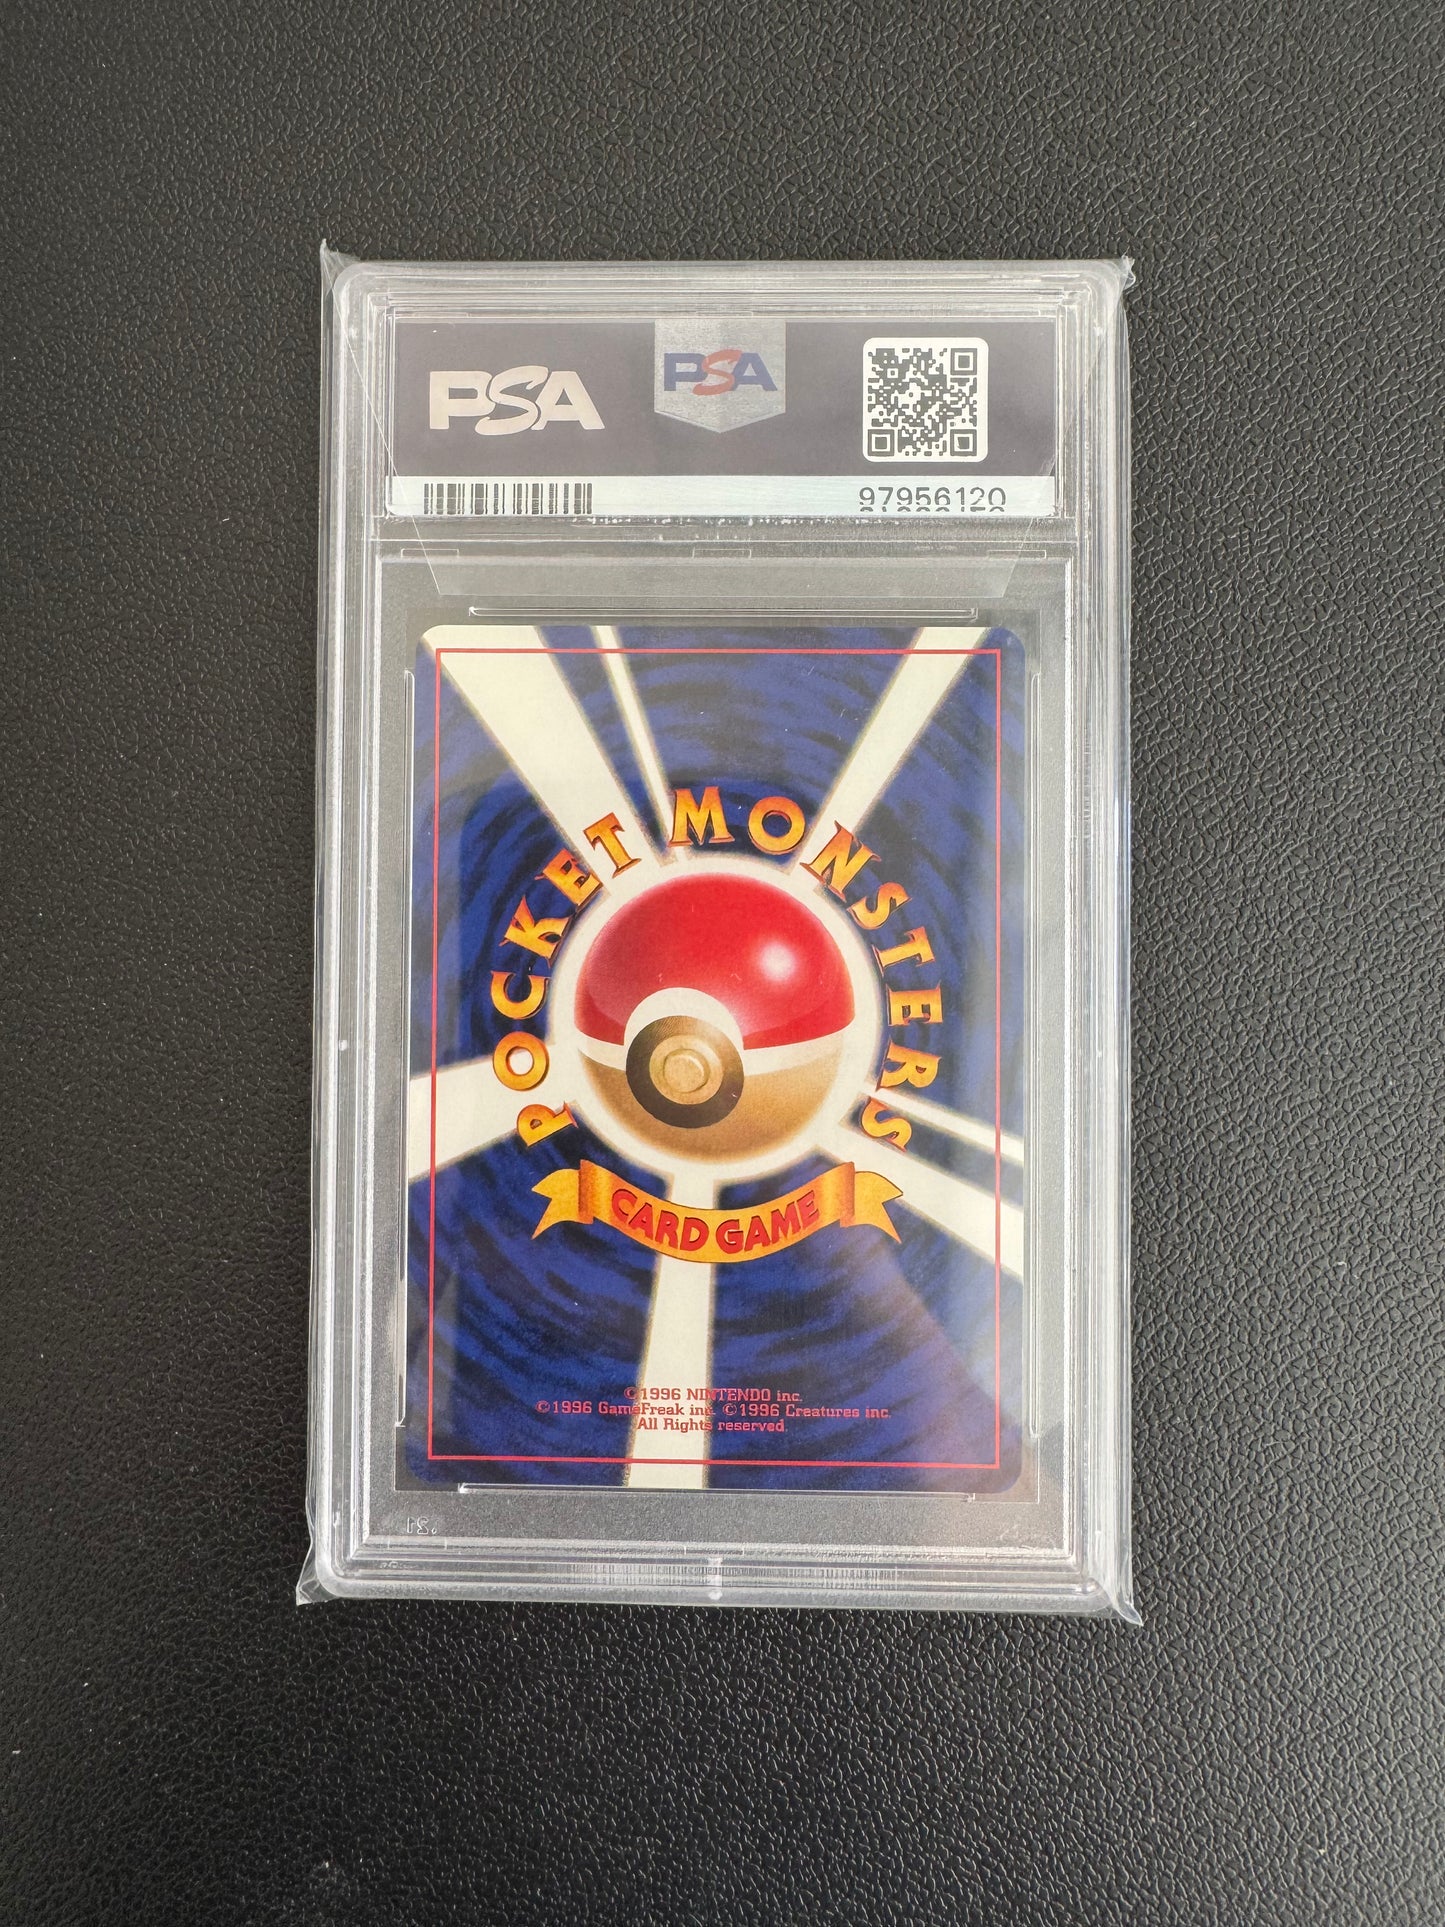 PSA
PSA
97956120
POCKET MONSTERS
CARD GAME
©1996 NINTENDO inc.
©1996 GameFreak inc. ©1996 Creatures inc.
All Rights reserved.